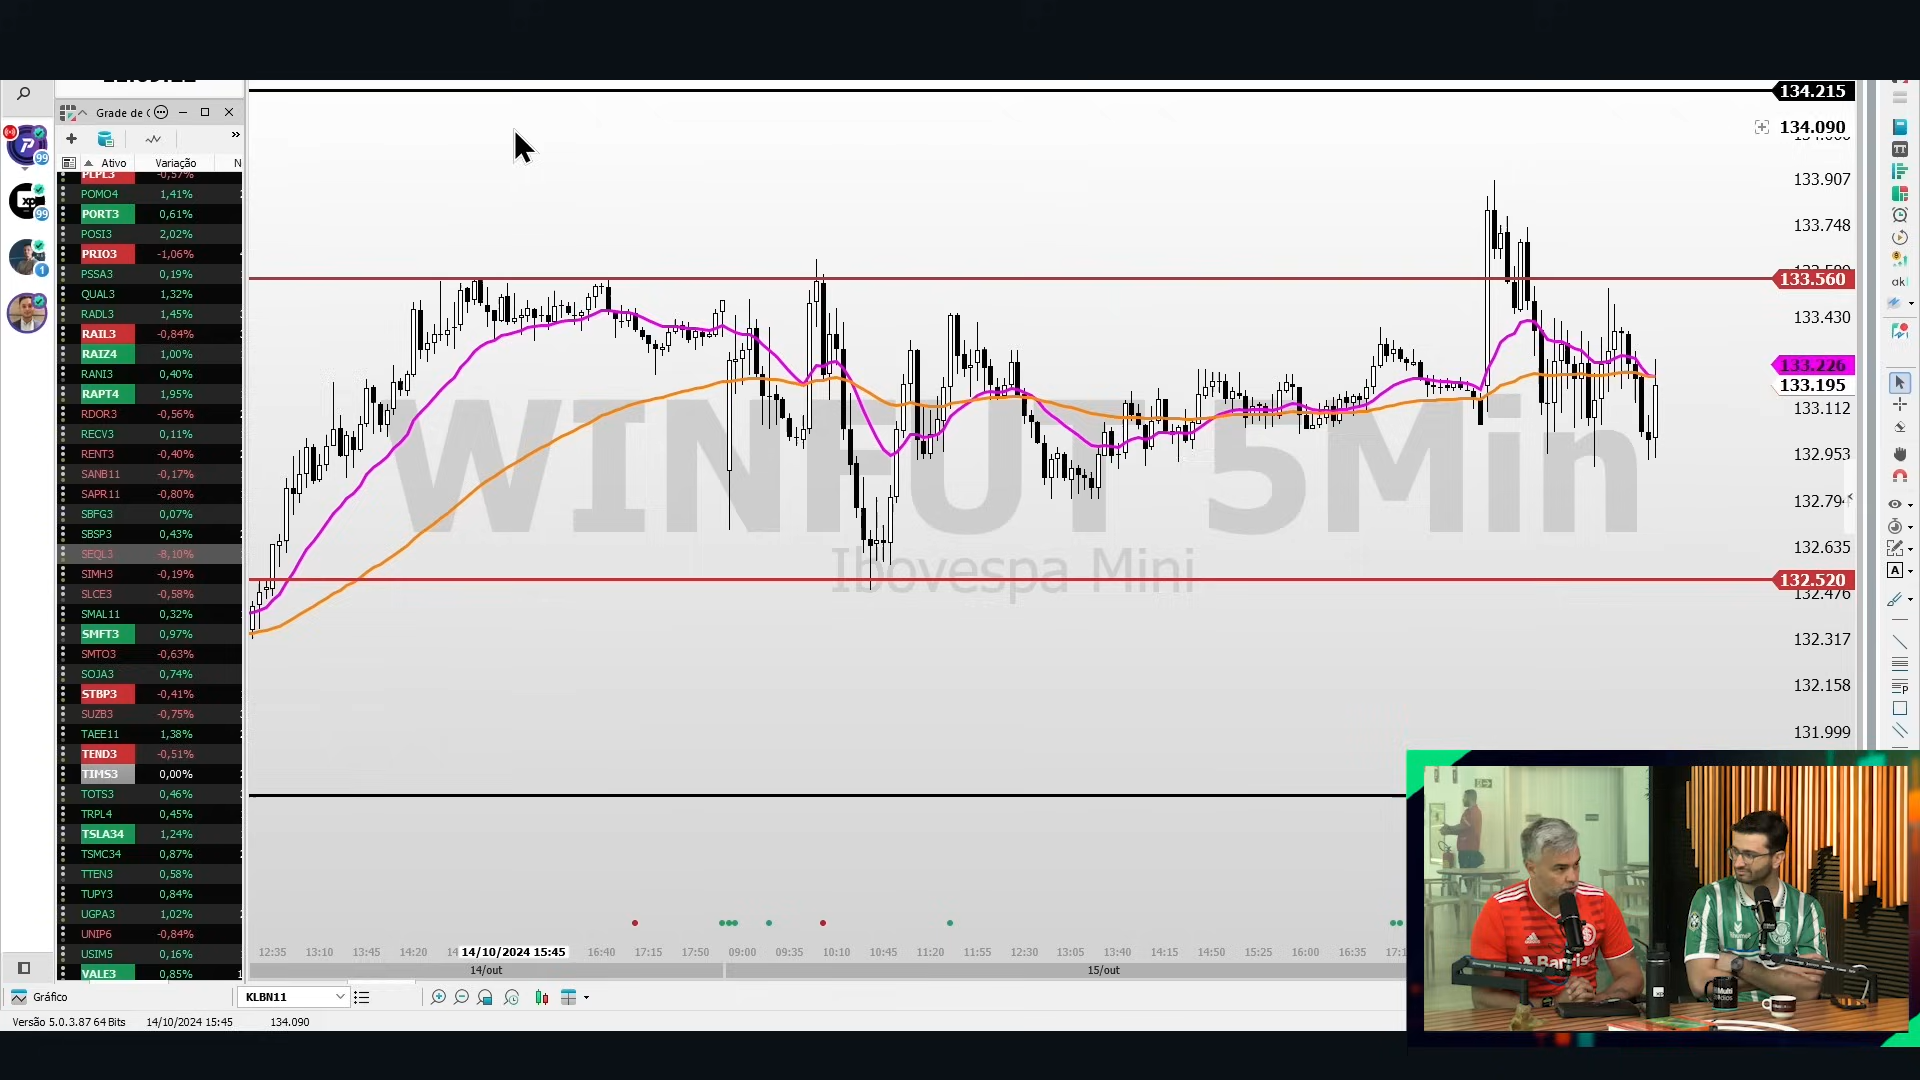 134.215
Grade de C
134.090
Ativo Variação N
PLPL3 -0,57%
133.907
POMO4 1,41%
PORT3 0,61%
133.748
POSI3 2,02%
PRIO3 -1,06%
PSSA3 0,19%
133.560
QUAL3 1,32%
RADL3 1,45%
133.430
RAIL3 -0,84%
RAIZ4 1,00%
133.226
RANI3 0,40%
133.195
RAPT4 1,95%
133.112
RDOR3 -0,56%
RECV3 0,11%
132.953
RENT3 -0,40%
WINFUT 5Min
SANB11 -0,17%
SAPR11 -0,80%
132.794
SBFG3 0,07%
SBSP3 0,43%
132.635
SEQL3 -8,10%
Ibovespa Mini
SIMH3 -0,19%
132.520
SLCE3 -0,58%
132.476
SMAL11 0,32%
SMFT3 0,97%
132.317
SMTO3 -0,63%
SOJA3 0,74%
132.158
STBP3 -0,41%
SUZB3 -0,75%
131.999
TAEE11 1,38%
TEND3 -0,51%
TIMS3 0,00%
TOTS3 0,46%
TRPL4 0,45%
TSLA34 1,24%
TSMC34 0,87%
TTEN3 0,58%
TUPY3 0,84%
UGPA3 1,02%
UNIP6 -0,84%
USIM5 0,16%
12:35 13:10 13:45 14:20 14/10/2024 15:45 16:40 17:15 17:50 09:00 09:35 10:10 10:45 11:20 11:55 12:30 13:05 13:40 14:15 14:50 15:25 16:00 16:35
VALE3 0,85%
14/out 15/out
Gráfico KLBN11
Versão 5.0.3.87 64 Bits 14/10/2024 15:45 134.090